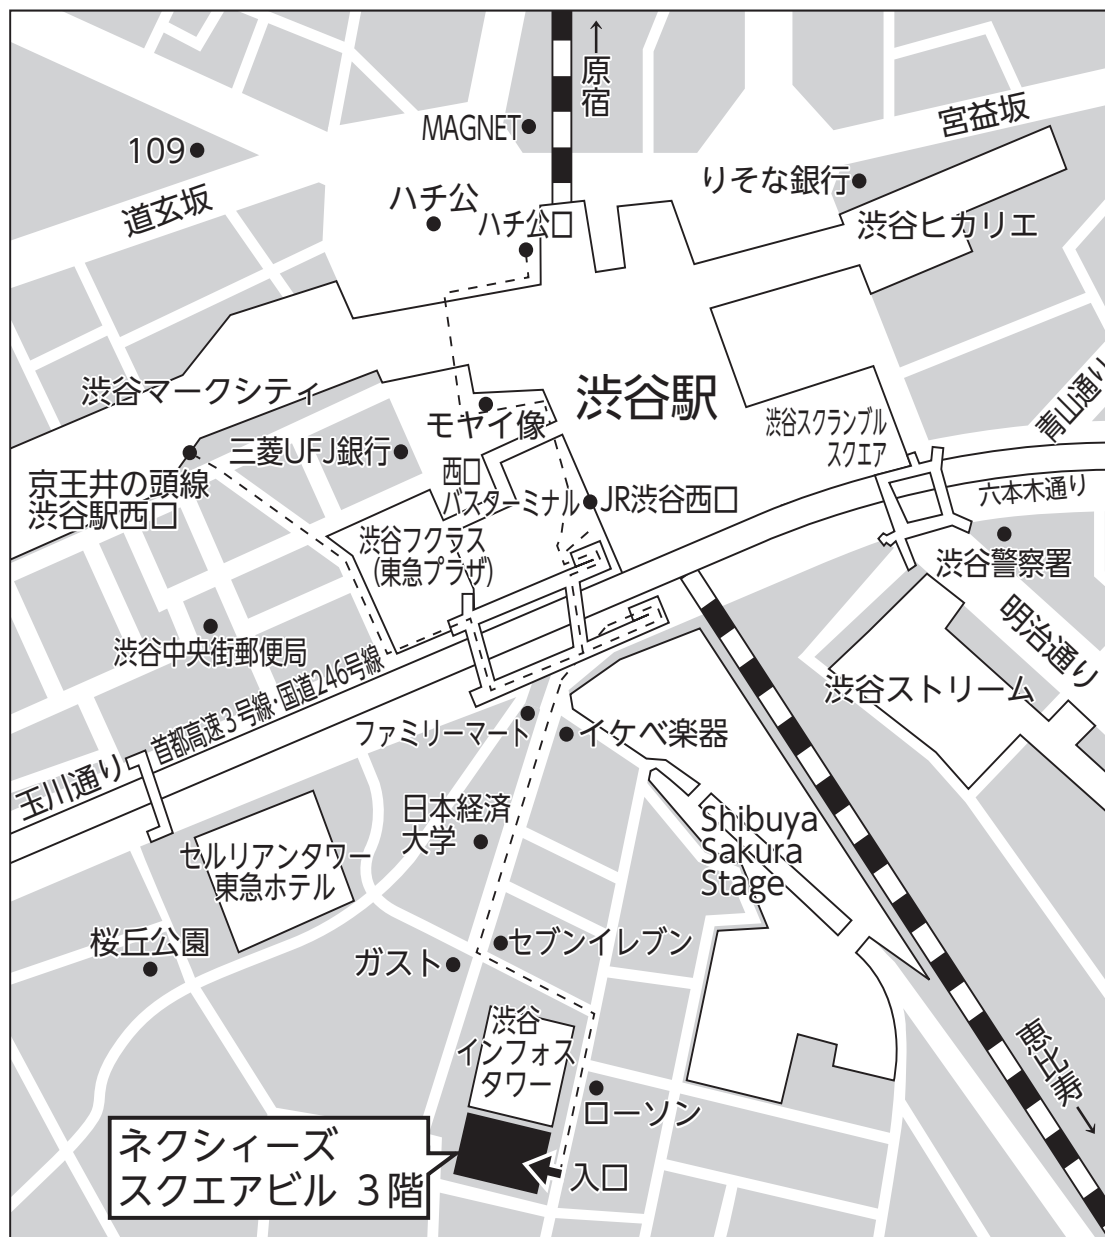 ↑
原宿
MAGNET
宮益坂
109
りそな銀行
道玄坂
ハチ公
ハチ公口
渋谷ヒカリエ
渋谷駅
渋谷マークシティ
モヤイ像
渋谷スクランブル
スクエア
青山通り
三菱UFJ銀行
西口
バスターミナル
京王井の頭線
渋谷駅西口
JR渋谷西口
六本木通り
渋谷フクラス
(東急プラザ)
渋谷警察署
明治通り
渋谷中央街郵便局
首都高速3号線・国道246号線
渋谷ストリーム
ファミリーマート
イケベ楽器
玉川通り
日本経済
大学
Shibuya
Sakura
Stage
セルリアンタワー
東急ホテル
桜丘公園
セブンイレブン
ガスト
渋谷
インフォス
タワー
恵比寿
↓
ローソン
ネクシィーズ
スクエアビル 3階
入口